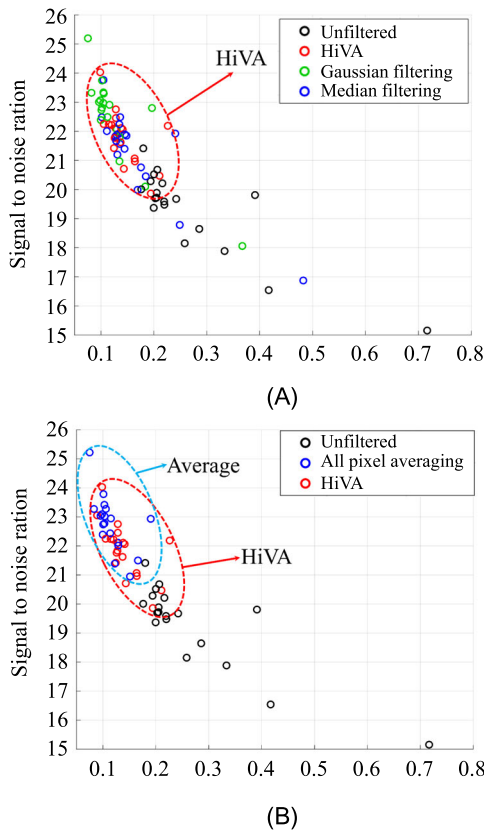 26
25
24
23
22
21
20
19
18
17
16
15
Signal to noise ration
HiVA
Unfiltered
HiVA
Gaussian filtering
Median filtering
0.1 0.2 0.3 0.4 0.5 0.6 0.7 0.8
(A)
26
25
24
23
22
21
20
19
18
17
16
15
Signal to noise ration
Average
HiVA
Unfiltered
All pixel averaging
HiVA
0.1 0.2 0.3 0.4 0.5 0.6 0.7 0.8
(B)